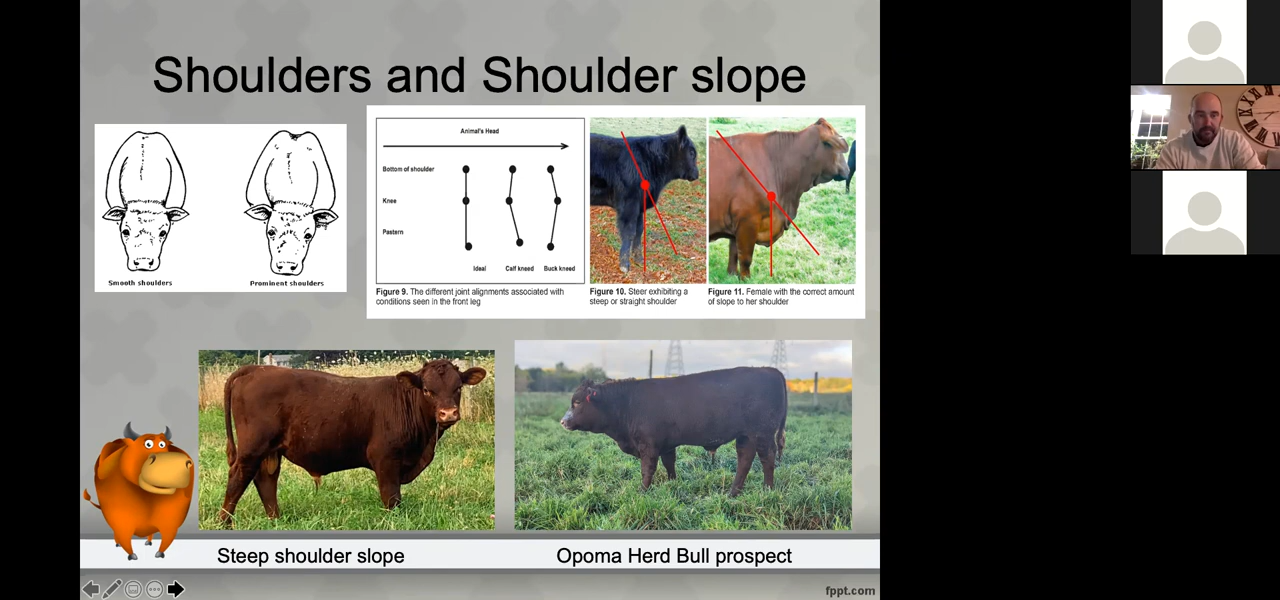 Shoulders and Shoulder slope
Smooth shoulders
Prominent shoulders
Animal's Head
Bottom of shoulder
Knee
Pastern
Ideal
Calf kneed
Buck kneed
Figure 9. The different joint alignments associated with
conditions seen in the front leg
Figure 10. Steer exhibiting a
steep or straight shoulder
Figure 11. Female with the correct amount
of slope to her shoulder
Steep shoulder slope
Opoma Herd Bull prospect
fppt.com